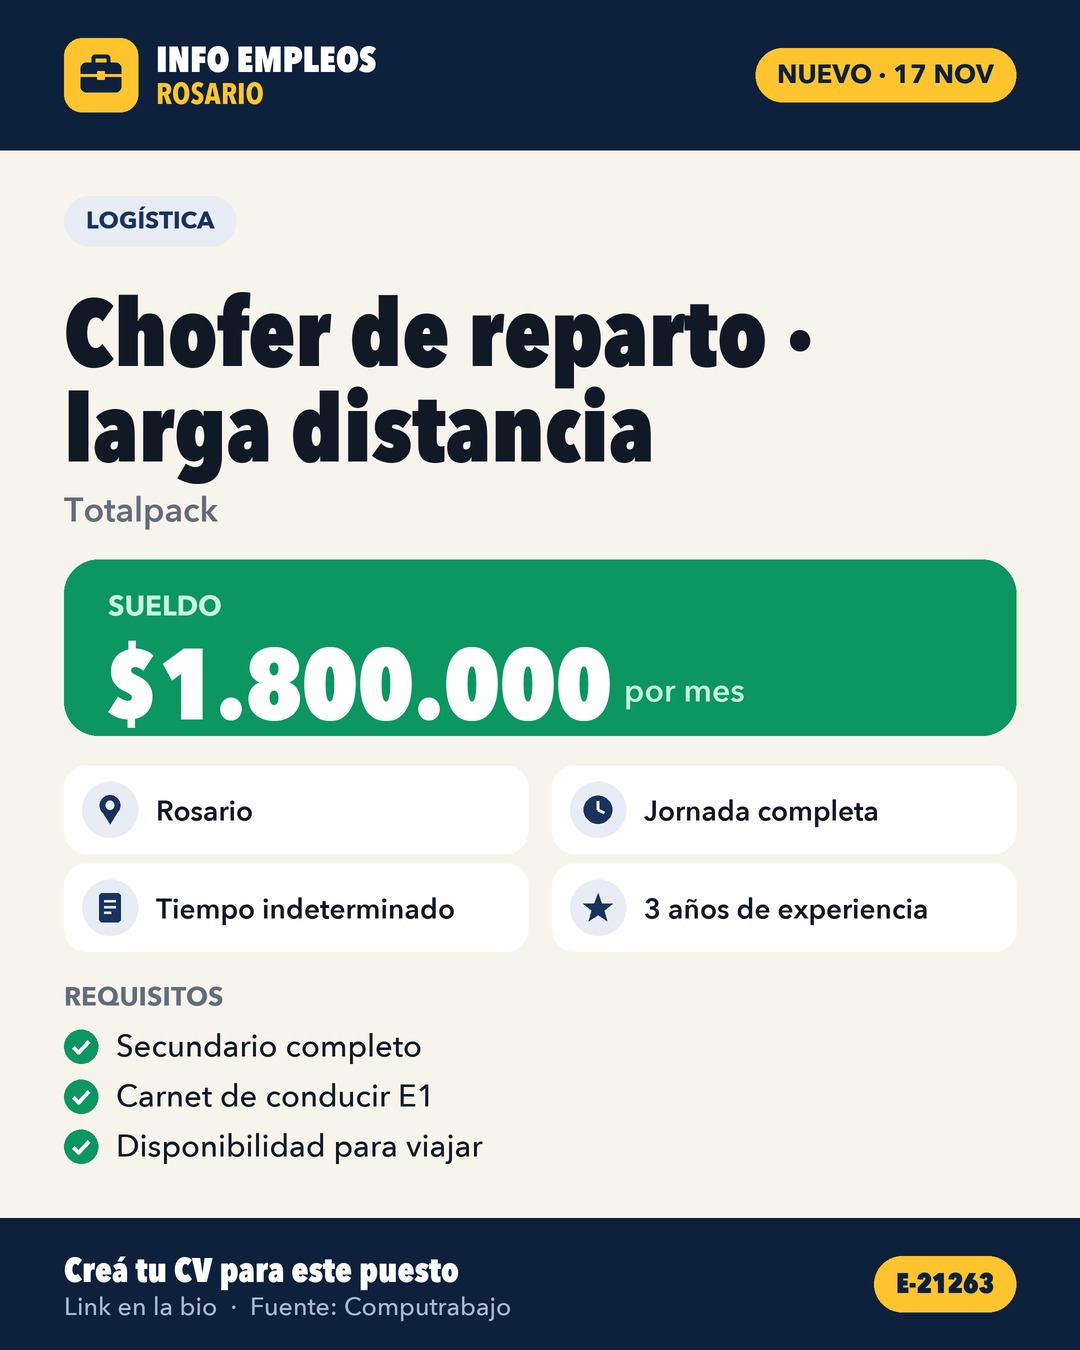 INFO EMPLEOS
ROSARIO
NUEVO · 17 NOV
LOGÍSTICA
Chofer de reparto ·
larga distancia
Totalpack
SUELDO
$1.800.000 por mes
Rosario
Jornada completa
Tiempo indeterminado
3 años de experiencia
REQUISITOS
Secundario completo
Carnet de conducir E1
Disponibilidad para viajar
Creá tu CV para este puesto
Link en la bio · Fuente: Computrabajo
E-21263